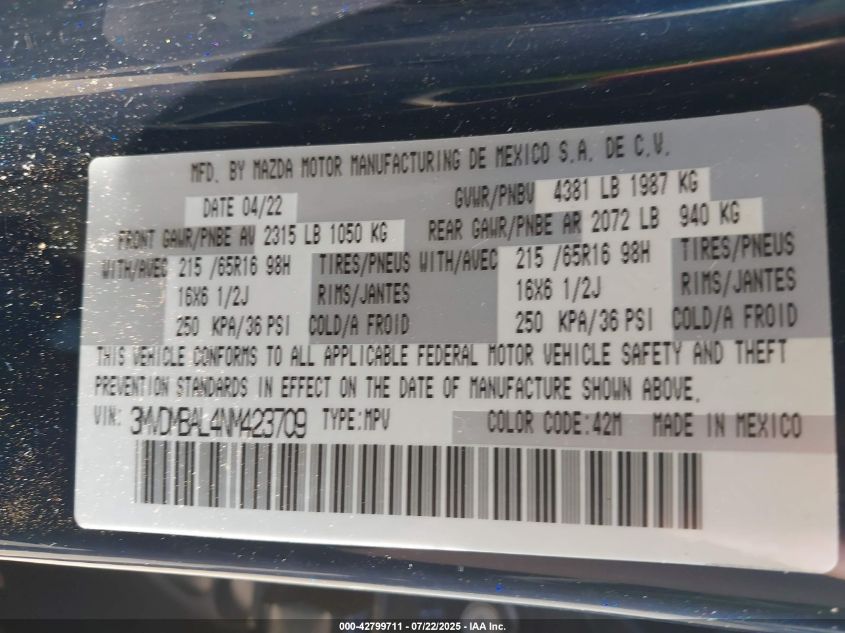 MFD. BY MAZDA MOTOR MANUFACTURING DE MEXICO S.A. DE C.V.
DATE 04/22 GVWR/PNBV 4381 LB 1987 KG
FRONT GAWR/PNBE AV 2315 LB 1050 KG REAR GAWR/PNBE AR 2072 LB 940 KG
WITH/AVEC 215 /65R16 98H TIRES/PNEUS WITH/AVEC 215 /65R16 98H TIRES/PNEUS
16X6 1/2J RIMS/JANTES 16X6 1/2J RIMS/JANTES
250 KPA/36 PSI COLD/A FROID 250 KPA/36 PSI COLD/A FROID
THIS VEHICLE CONFORMS TO ALL APPLICABLE FEDERAL MOTOR VEHICLE SAFETY AND THEFT
PREVENTION STANDARDS IN EFFECT ON THE DATE OF MANUFACTURE SHOWN ABOVE.
VIN: 3MVDMBAL4NM423709 TYPE:MPV COLOR CODE:42M MADE IN MEXICO
000-42799711 - 07/22/2025 - IAA Inc.